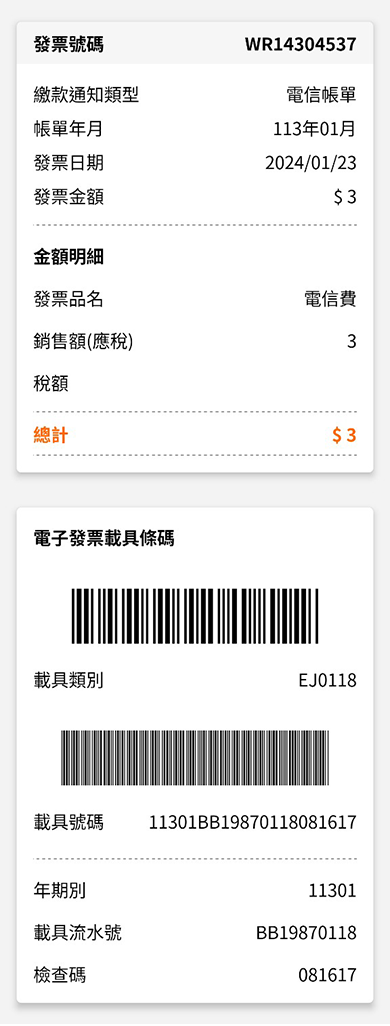 發票號碼 WR14304537
繳款通知類型 電信帳單
帳單年月 113年01月
發票日期 2024/01/23
發票金額 $ 3
金額明細
發票品名 電信費
銷售額(應稅) 3
稅額
總計 $ 3
電子發票載具條碼
載具類別 EJ0118
載具號碼 11301BB19870118081617
年期別 11301
載具流水號 BB19870118
檢查碼 081617